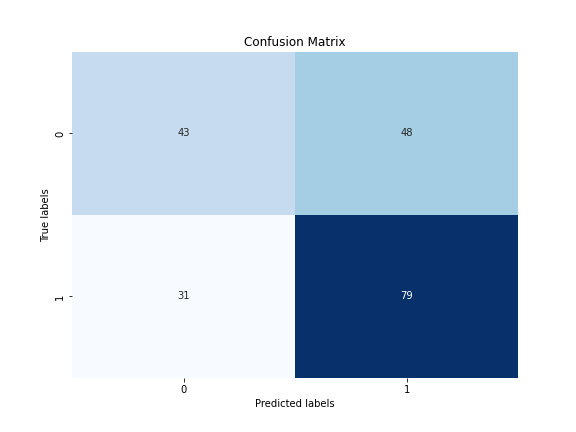 Confusion Matrix
True labels
0
43
48
1
31
79
0
1
Predicted labels